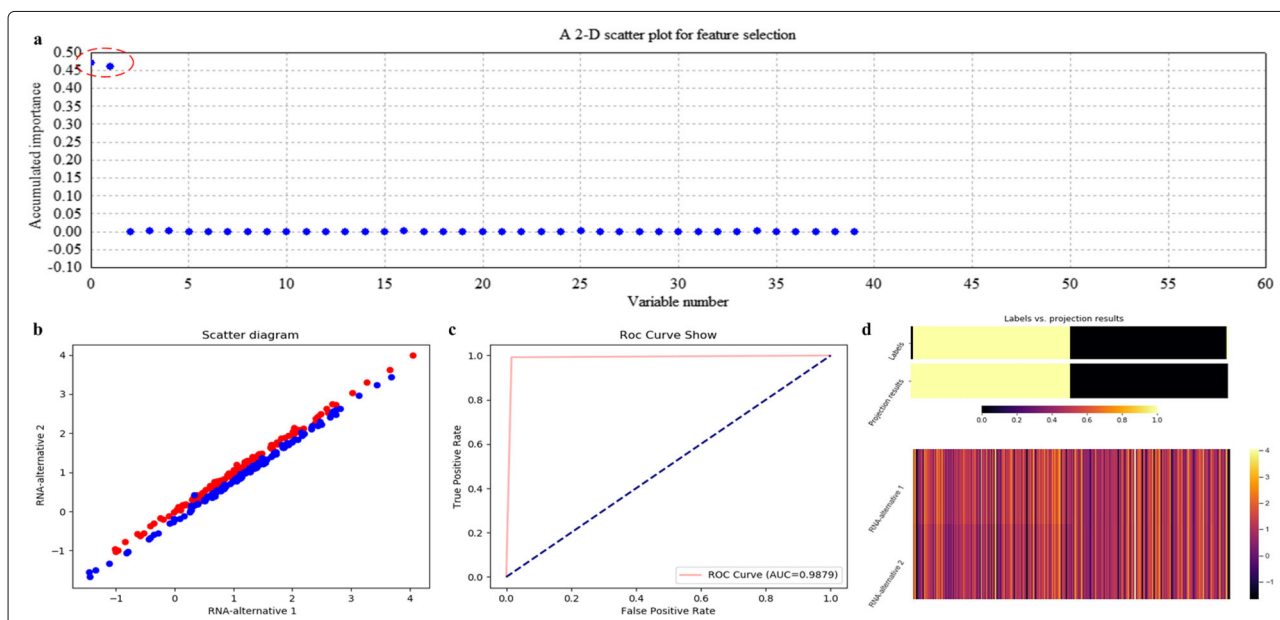 a
A 2-D scatter plot for feature selection
Accumulated importance
0.50
0.45
0.40
0.35
0.30
0.25
0.20
0.15
0.10
0.05
0.00
-0.05
-0.10
0 5 10 15 20 25 30 35 40 45 50 55 60
Variable number
b
Scatter diagram
RNA-alternative 2
4
3
2
1
0
−1
−1 0 1 2 3 4
RNA-alternative 1
c
Roc Curve Show
True Positive Rate
1.0
0.8
0.6
0.4
0.2
0.0
ROC Curve (AUC=0.9879)
0.0 0.2 0.4 0.6 0.8 1.0
False Positive Rate
d
Labels vs. projection results
Labels
Projection results
0.0 0.2 0.4 0.6 0.8 1.0
RNA-alternative 1
RNA-alternative 2
4
3
2
1
0
−1